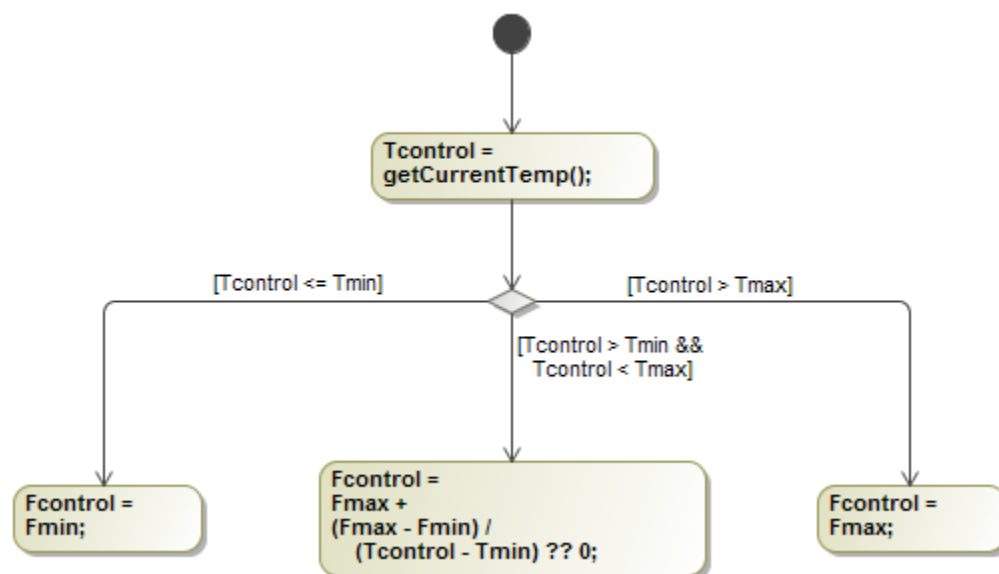 Tcontrol =
getCurrentTemp();
[Tcontrol <= Tmin]
[Tcontrol > Tmax]
[Tcontrol > Tmin &&
Tcontrol < Tmax]
Fcontrol =
Fmin;
Fcontrol =
Fmax +
(Fmax - Fmin) /
(Tcontrol - Tmin) ?? 0;
Fcontrol =
Fmax;